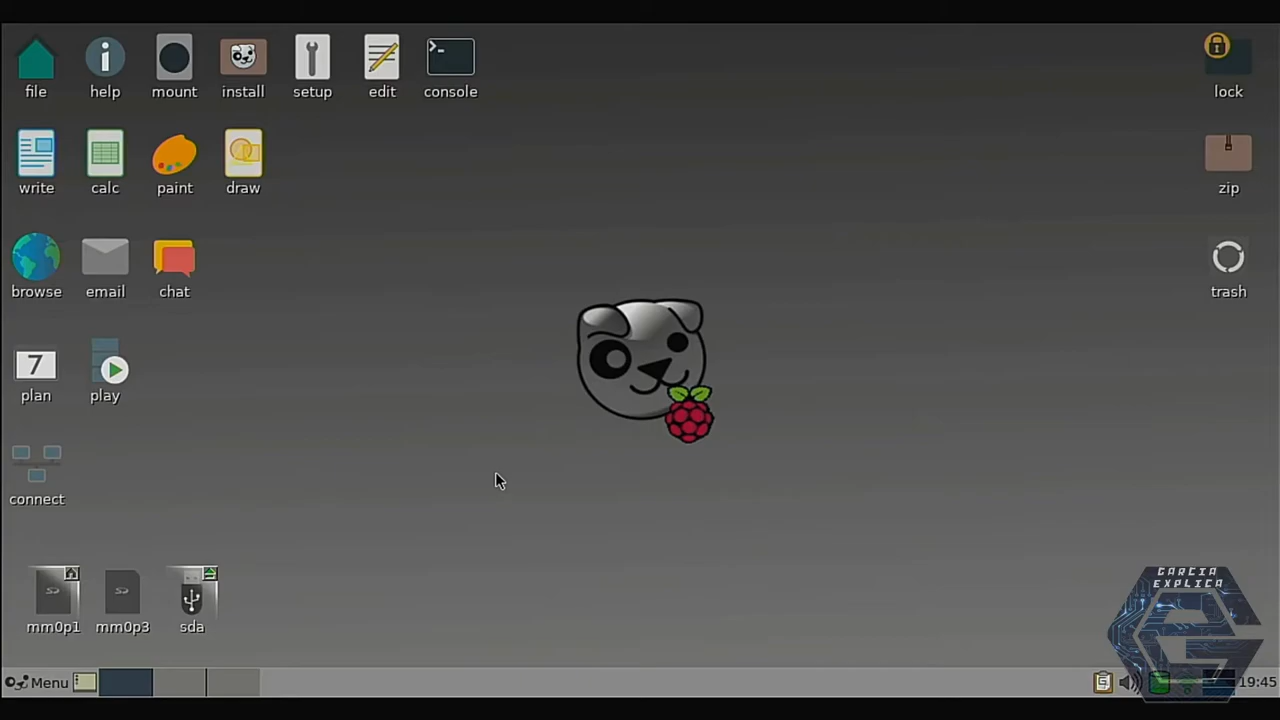 file help mount install setup edit console lock
write calc paint draw zip
browse email chat trash
7
plan play
connect
mm0p1 mm0p3 sda
GARCIA
EXPLICA
Menu 19:45